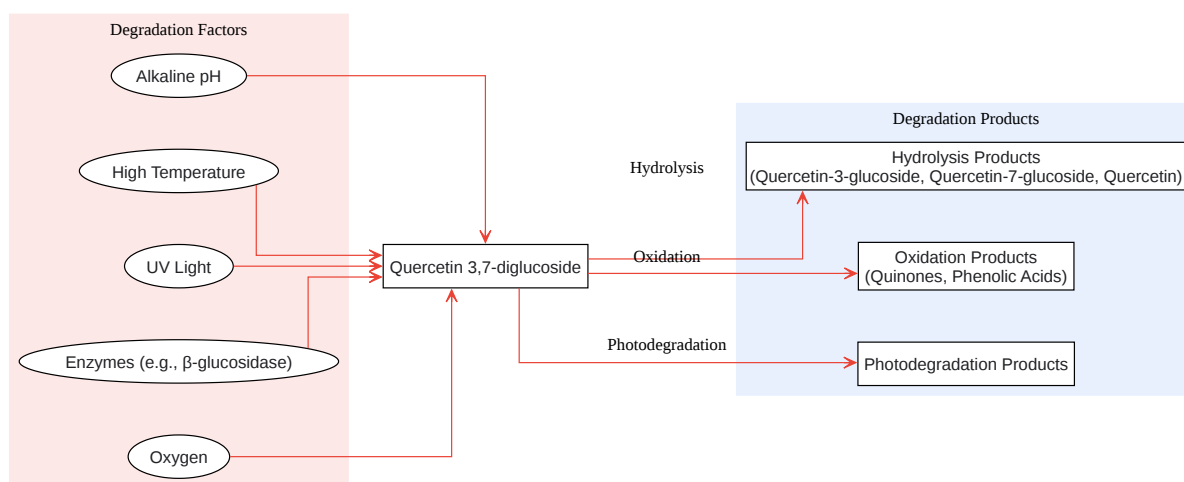 Degradation Factors
Alkaline pH
High Temperature
UV Light
Enzymes (e.g., β-glucosidase)
Oxygen
Quercetin 3,7-diglucoside
Hydrolysis
Oxidation
Photodegradation
Degradation Products
Hydrolysis Products
(Quercetin-3-glucoside, Quercetin-7-glucoside, Quercetin)
Oxidation Products
(Quinones, Phenolic Acids)
Photodegradation Products